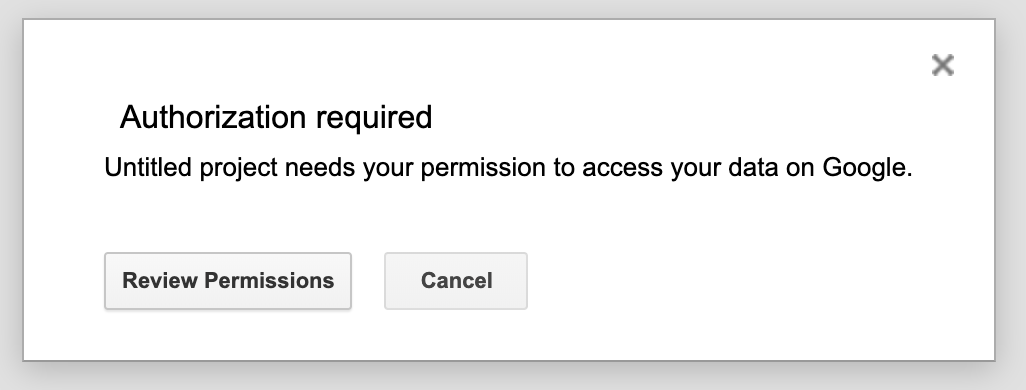 Authorization required
Untitled project needs your permission to access your data on Google.
Review Permissions
Cancel